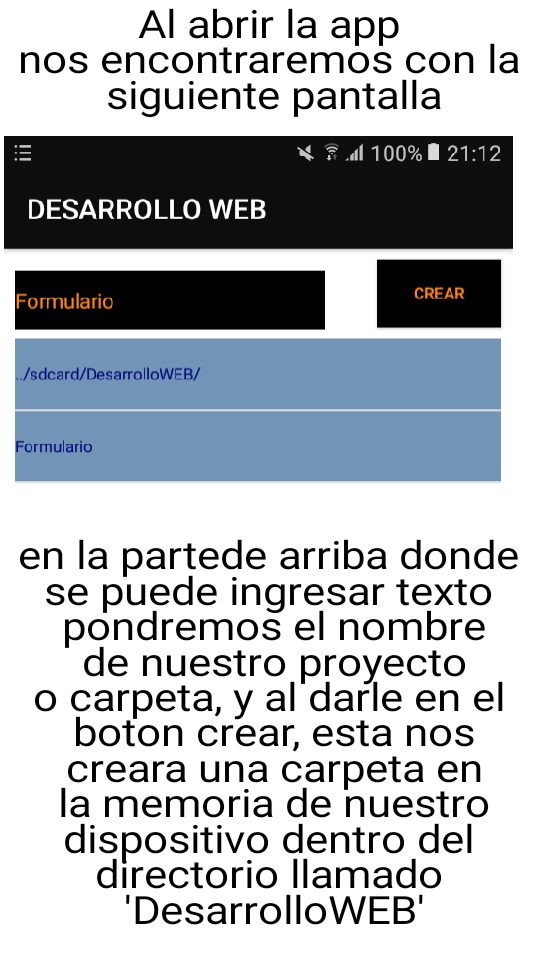 Al abrir la app
nos encontraremos con la
siguiente pantalla
100% 21:12
DESARROLLO WEB
Formulario
CREAR
../sdcard/DesarrolloWEB/
Formulario
en la partede arriba donde
se puede ingresar texto
pondremos el nombre
de nuestro proyecto
o carpeta, y al darle en el
boton crear, esta nos
creara una carpeta en
la memoria de nuestro
dispositivo dentro del
directorio llamado
'DesarrolloWEB'